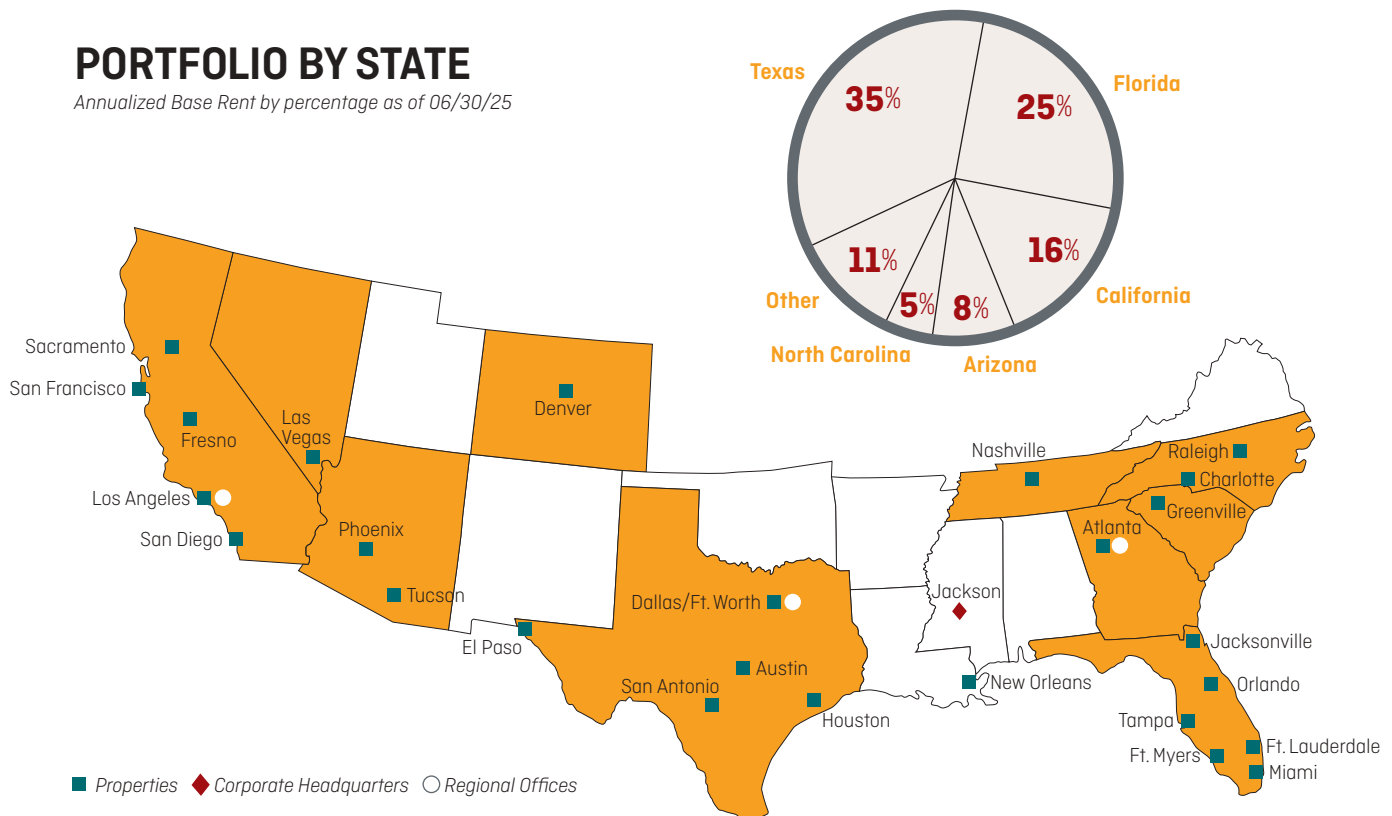 PORTFOLIO BY STATE
Annualized Base Rent by percentage as of 06/30/25
Texas
35%
Florida
25%
16%
California
11%
Other
5%
North Carolina
8%
Arizona
Sacramento
San Francisco
Fresno
Las
Vegas
Los Angeles
San Diego
Phoenix
Tucson
Denver
El Paso
Dallas/Ft. Worth
Austin
San Antonio
Houston
Nashville
Raleigh
Charlotte
Greenville
Atlanta
Jackson
New Orleans
Jacksonville
Orlando
Tampa
Ft. Myers
Ft. Lauderdale
Miami
Properties
Corporate Headquarters
Regional Offices